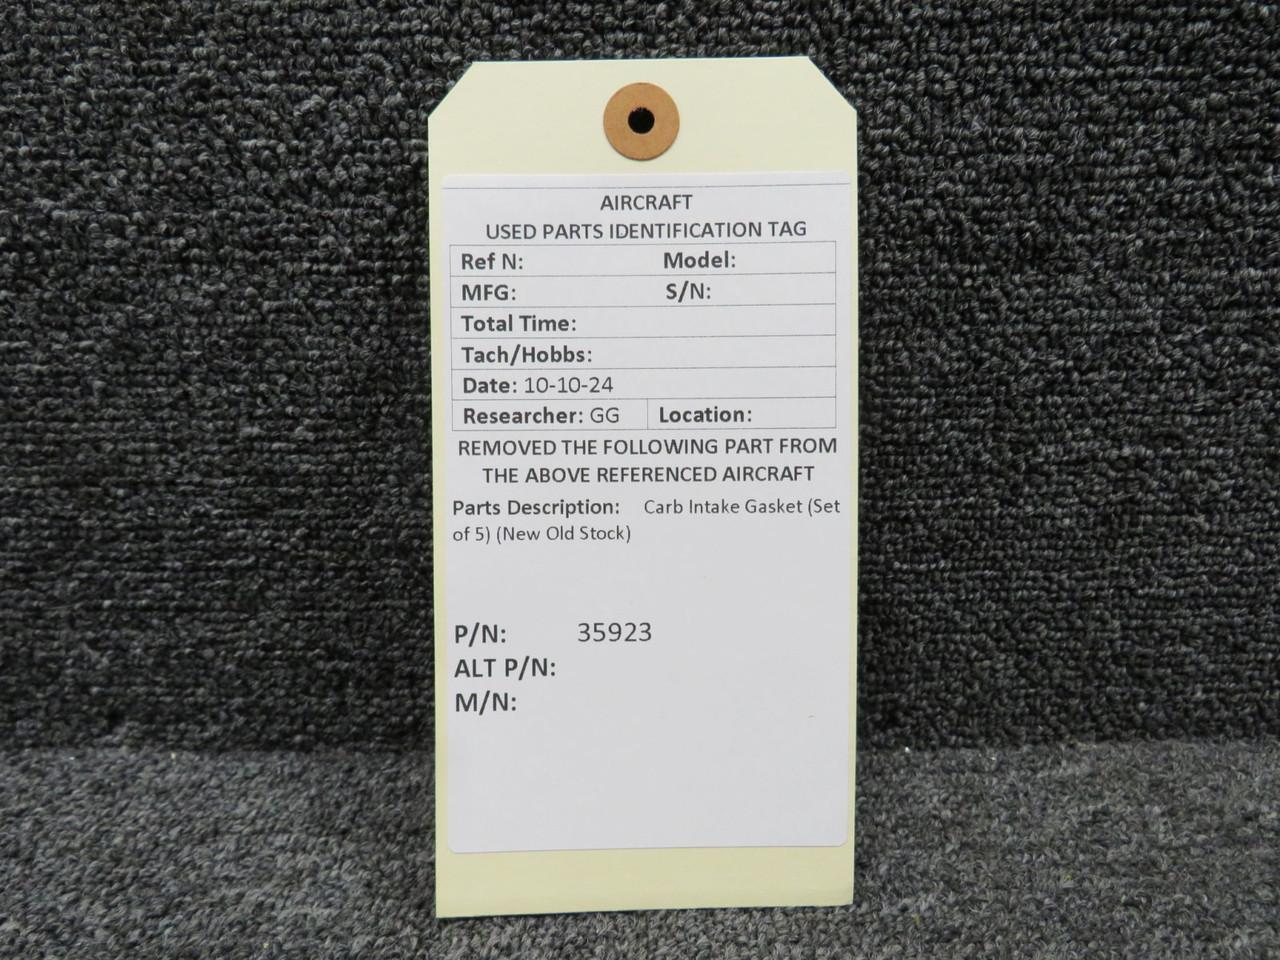 AIRCRAFT
USED PARTS IDENTIFICATION TAG
Ref N: Model:
MFG: S/N:
Total Time:
Tach/Hobbs:
Date: 10-10-24
Researcher: GG Location:
REMOVED THE FOLLOWING PART FROM
THE ABOVE REFERENCED AIRCRAFT
Parts Description: Carb Intake Gasket (Set
of 5) (New Old Stock)
P/N: 35923
ALT P/N:
M/N: